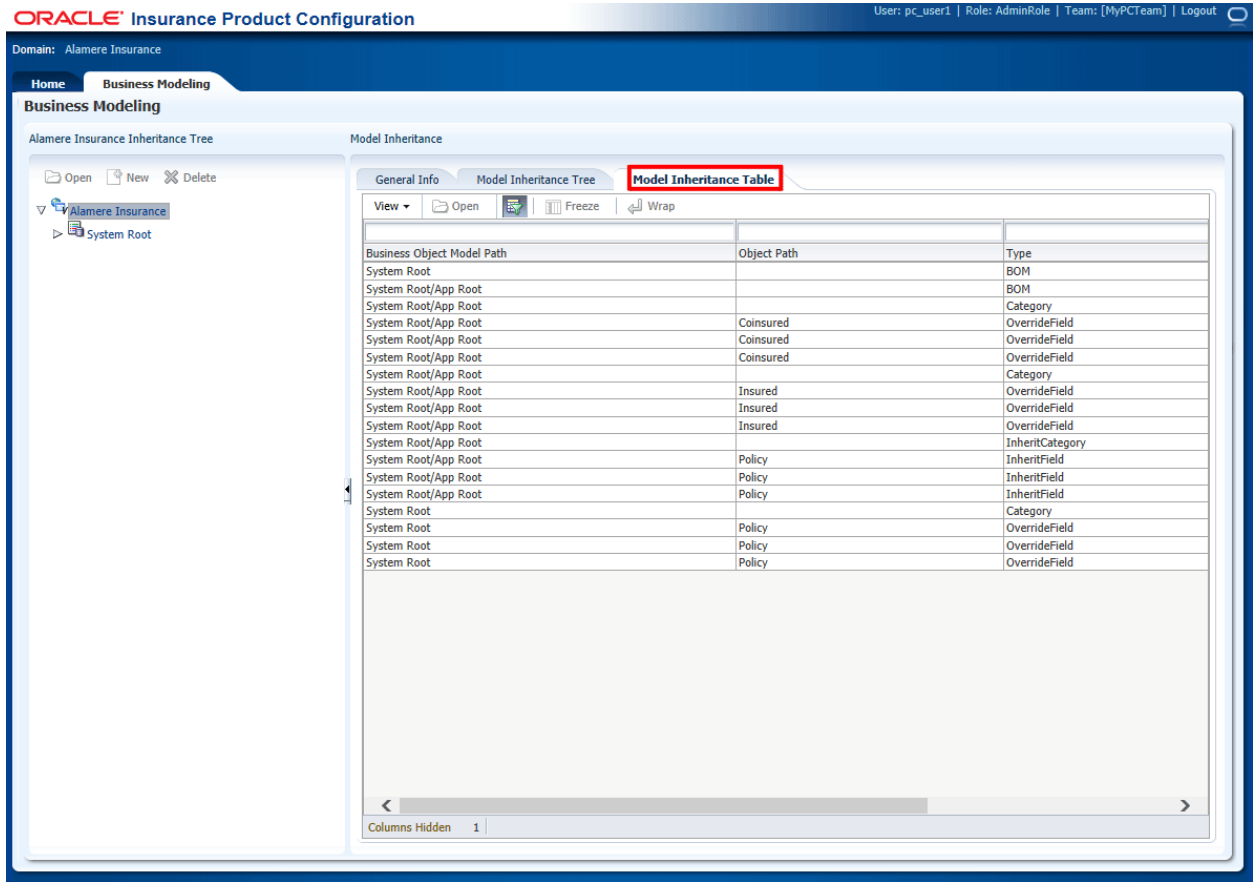 ORACLE® Insurance Product Configuration
User: pc_user1 | Role: AdminRole | Team: [MyPCTeam] | Logout
Domain: Alamere Insurance
Home Business Modeling
Business Modeling
Alamere Insurance Inheritance Tree Model Inheritance
Open New Delete
General Info Model Inheritance Tree Model Inheritance Table
View Open Freeze Wrap
Alamere Insurance
System Root
Business Object Model Path Object Path Type
System Root BOM
System Root/App Root BOM
System Root/App Root Category
System Root/App Root Coinsured OverrideField
System Root/App Root Coinsured OverrideField
System Root/App Root Coinsured OverrideField
System Root/App Root Category
System Root/App Root Insured OverrideField
System Root/App Root Insured OverrideField
System Root/App Root Insured OverrideField
System Root/App Root InheritCategory
System Root/App Root Policy InheritField
System Root/App Root Policy InheritField
System Root/App Root Policy InheritField
System Root Category
System Root Policy OverrideField
System Root Policy OverrideField
System Root Policy OverrideField
Columns Hidden 1